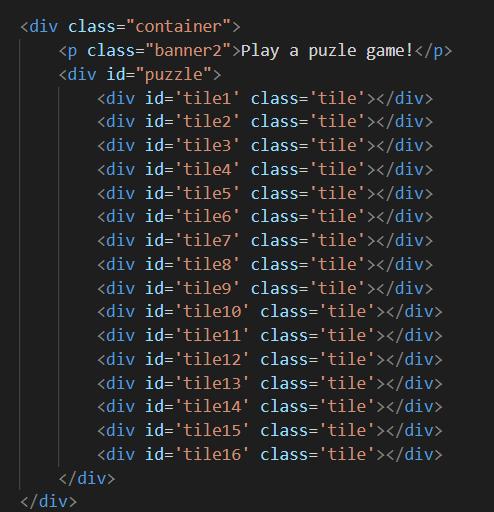 <div class="container">
<p class="banner2">Play a puzle game!</p>
<div id="puzzle">
<div id='tile1' class='tile'></div>
<div id='tile2' class='tile'></div>
<div id='tile3' class='tile'></div>
<div id='tile4' class='tile'></div>
<div id='tile5' class='tile'></div>
<div id='tile6' class='tile'></div>
<div id='tile7' class='tile'></div>
<div id='tile8' class='tile'></div>
<div id='tile9' class='tile'></div>
<div id='tile10' class='tile'></div>
<div id='tile11' class='tile'></div>
<div id='tile12' class='tile'></div>
<div id='tile13' class='tile'></div>
<div id='tile14' class='tile'></div>
<div id='tile15' class='tile'></div>
<div id='tile16' class='tile'></div>
</div>
</div>